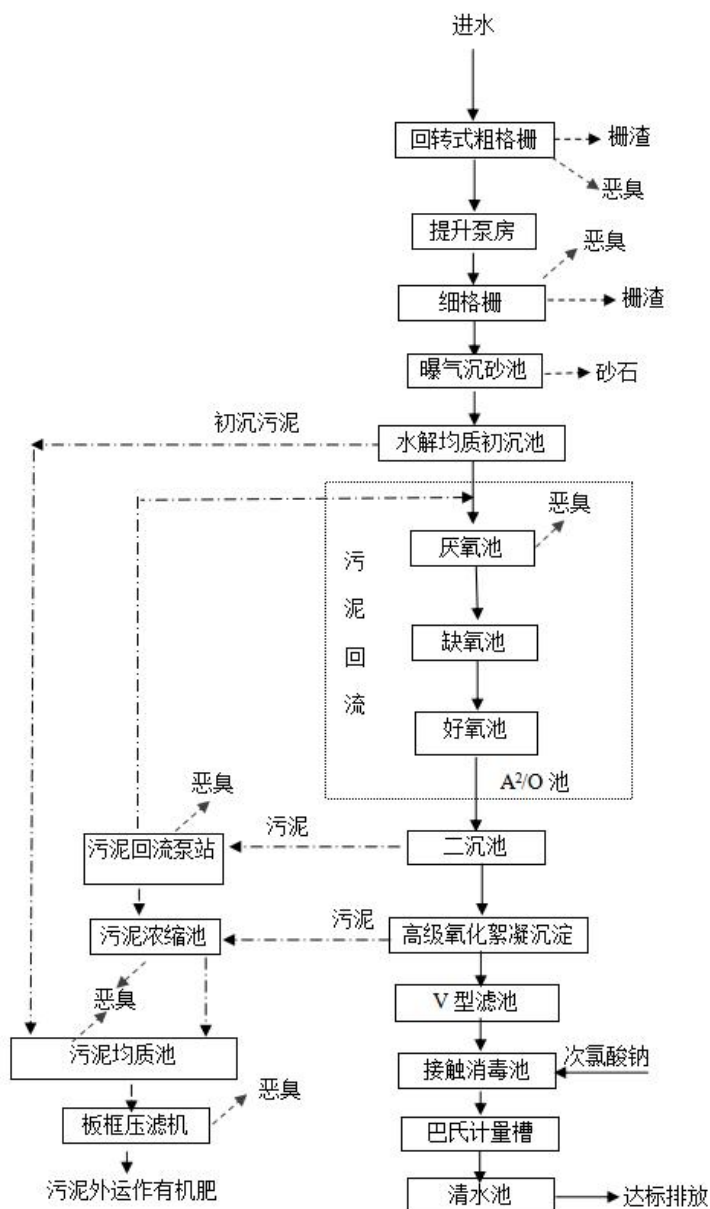 进水
回转式粗格栅
栅渣
恶臭
提升泵房
恶臭
细格栅
栅渣
曝气沉砂池
砂石
初沉污泥
水解均质初沉池
污泥回流
厌氧池
恶臭
缺氧池
好氧池
A²/O 池
恶臭
污泥回流泵站
污泥
二沉池
污泥浓缩池
污泥
高级氧化絮凝沉淀
恶臭
V 型滤池
污泥均质池
接触消毒池
次氯酸钠
恶臭
板框压滤机
巴氏计量槽
污泥外运作有机肥
清水池
达标排放